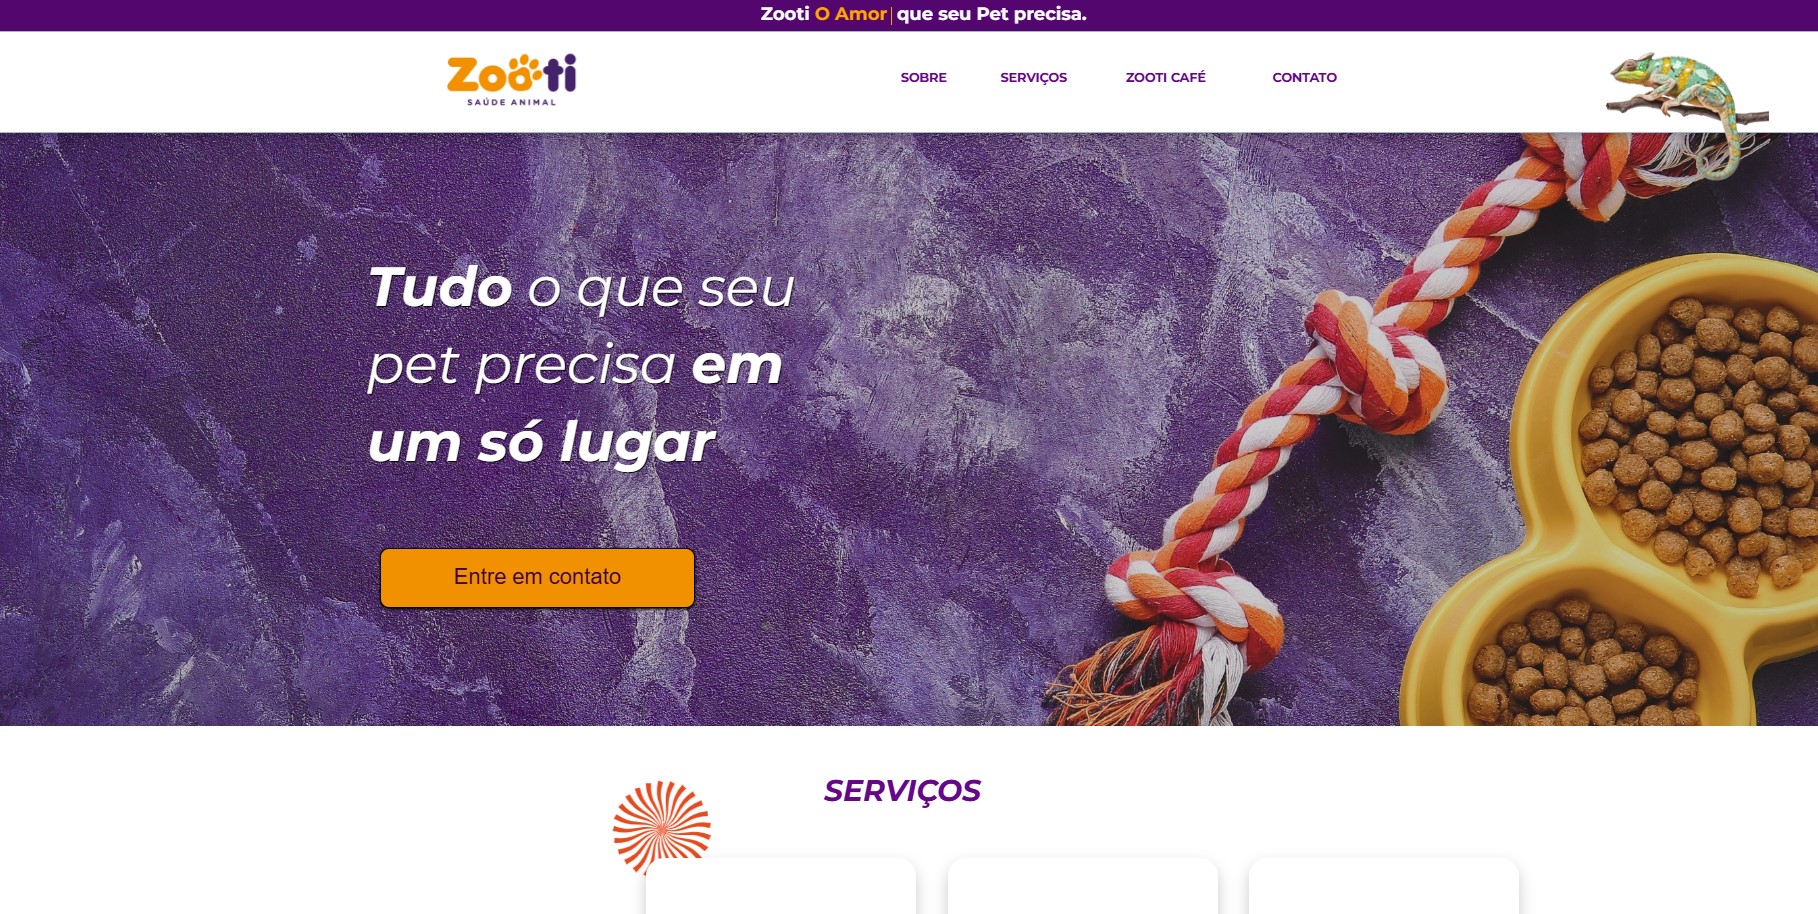 Zooti O Amor que seu Pet precisa.
Zooti
SAÚDE ANIMAL
SOBRE SERVIÇOS ZOOTI CAFÉ CONTATO
Tudo o que seu
pet precisa em
um só lugar
Entre em contato
SERVIÇOS